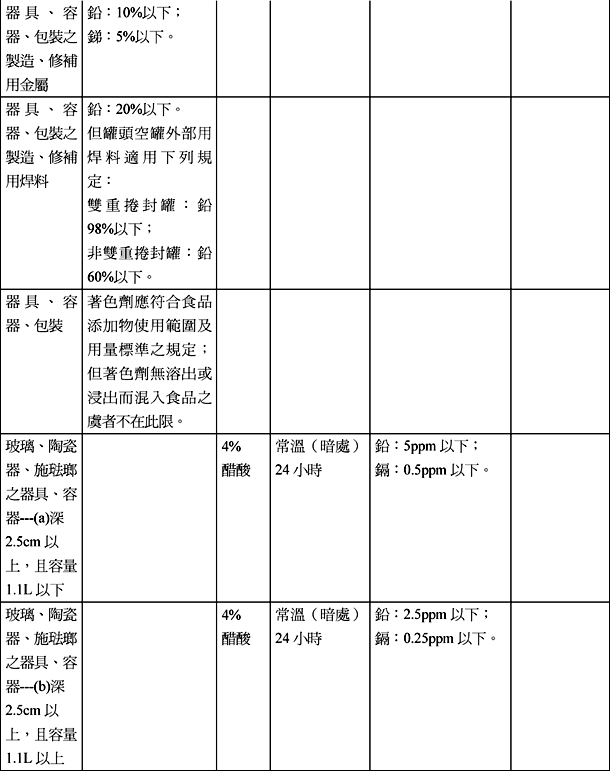 器具、容
器、包裝之
製造、修補
用金屬
鉛：10%以下；
銻：5%以下。
器具、容
器、包裝之
製造、修補
用焊料
鉛：20%以下。
但罐頭空罐外部用
焊料適用下列規
定：
雙重捲封罐：鉛
98%以下；
非雙重捲封罐：鉛
60%以下。
器具、容
器、包裝
著色劑應符合食品
添加物使用範圍及
用量標準之規定；
但著色劑無溶出或
浸出而混入食品之
虞者不在此限。
玻璃、陶瓷
器、施琺瑯
之器具、容
器---(a)深
2.5cm 以
上，且容量
1.1L 以下
4%
醋酸
常溫（暗處）
24 小時
鉛：5ppm 以下；
鎘：0.5ppm 以下。
玻璃、陶瓷
器、施琺瑯
之器具、容
器---(b)深
2.5cm 以
上，且容量
1.1L 以上
4%
醋酸
常溫（暗處）
24 小時
鉛：2.5ppm 以下；
鎘：0.25ppm 以下。